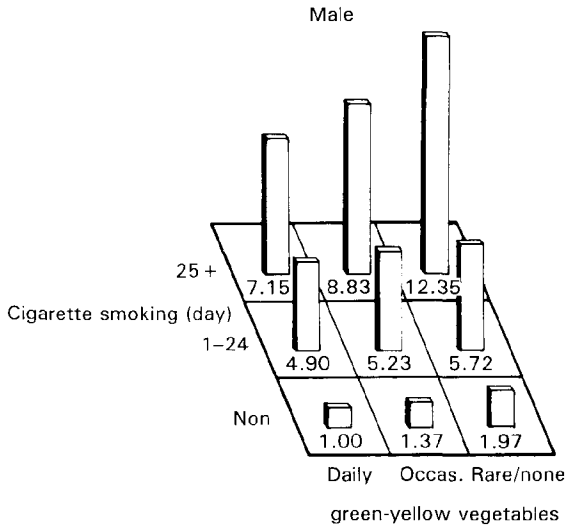 Male
25+
7.15 8.83 12.35
Cigarette smoking (day)
1–24
4.90 5.23 5.72
Non
1.00 1.37 1.97
Daily Occas. Rare/none
green-yellow vegetables